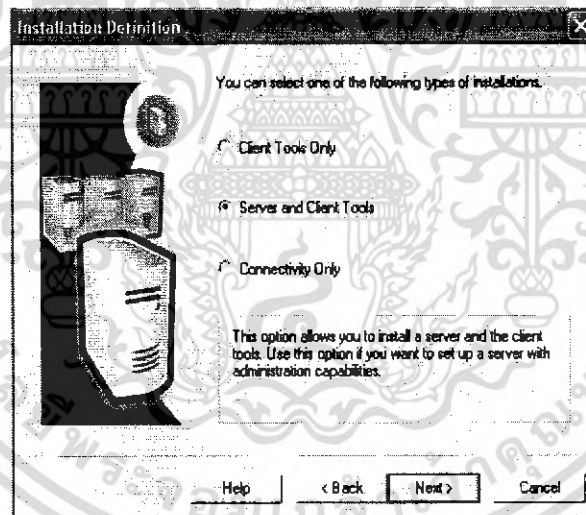 Installation Definition
You can select one of the following types of installations.
Client Tools Only
Server and Client Tools
Connectivity Only
This option allows you to install a server and the client
tools. Use this option if you want to set up a server with
administration capabilities.
Help
< Back
Next >
Cancel